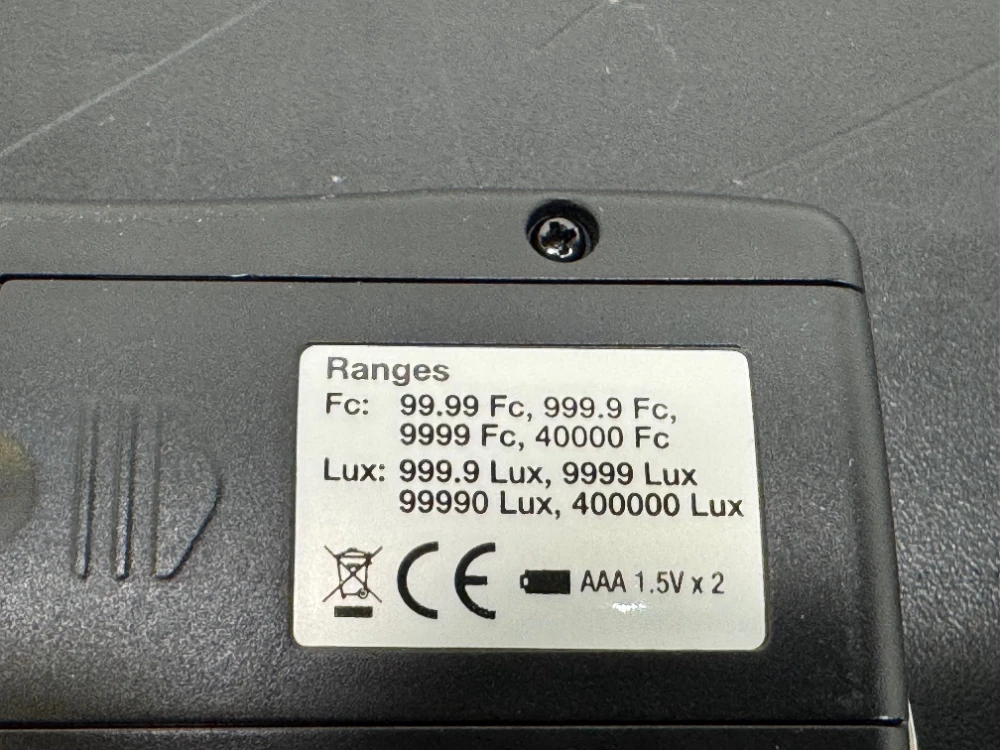 Ranges
Fc: 99.99 Fc, 999.9 Fc,
9999 Fc, 40000 Fc
Lux: 999.9 Lux, 9999 Lux
99990 Lux, 400000 Lux
CE AAA 1.5V x 2